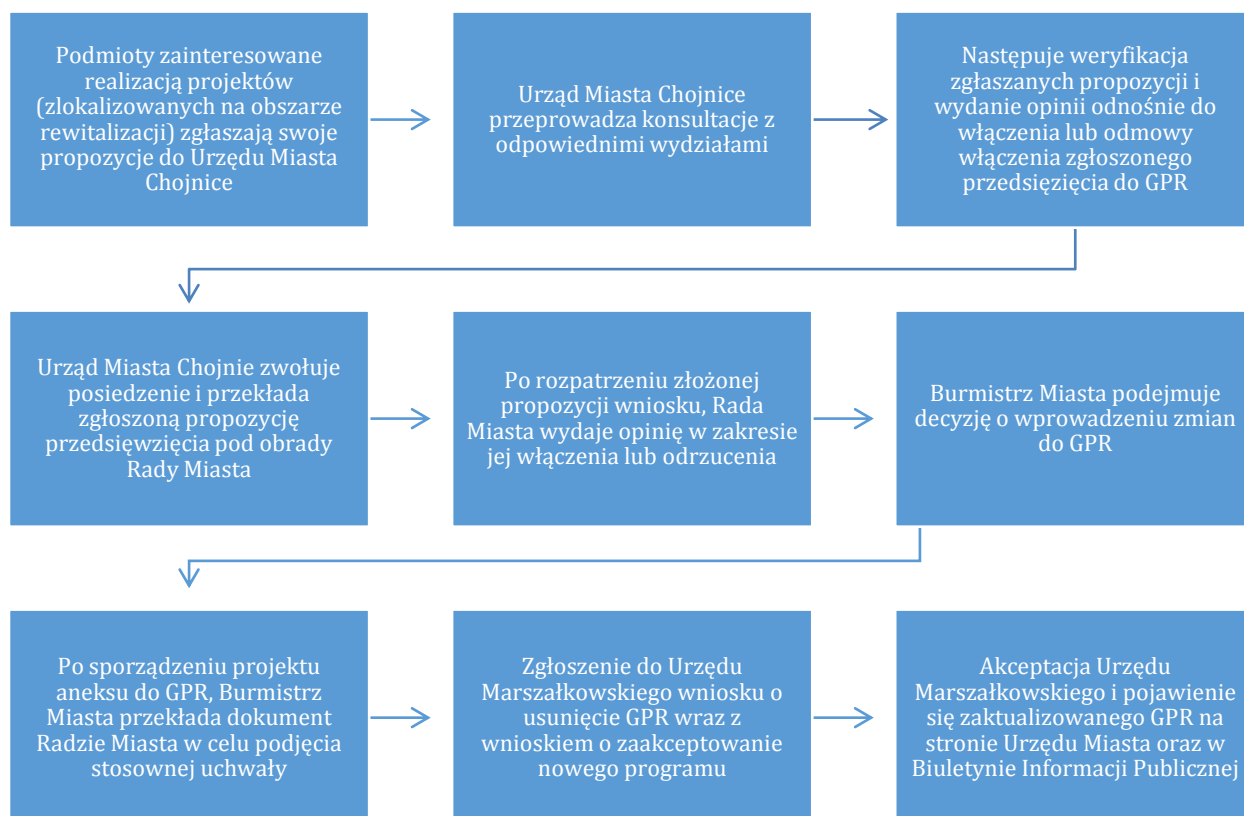 Podmioty zainteresowane
realizacją projektów
(zlokalizowanych na obszarze
rewitalizacji) zgłaszają swoje
propozycje do Urzędu Miasta
Chojnice
Urząd Miasta Chojnice
przeprowadza konsultacje z
odpowiednimi wydziałami
Następuje weryfikacja
zgłaszanych propozycji i
wydanie opinii odnośnie do
włączenia lub odmowy
włączenia zgłoszonego
przedsięzięcia do GPR
Urząd Miasta Chojnie zwołuje
posiedzenie i przekłada
zgłoszoną propozycję
przedsięwzięcia pod obrady
Rady Miasta
Po rozpatrzeniu złożonej
propozycji wniosku, Rada
Miasta wydaje opinię w zakresie
jej włączenia lub odrzucenia
Burmistrz Miasta podejmuje
decyzję o wprowadzeniu zmian
do GPR
Po sporządzeniu projektu
aneksu do GPR, Burmistrz
Miasta przekłada dokument
Radzie Miasta w celu podjęcia
stosownej uchwały
Zgłoszenie do Urzędu
Marszałkowskiego wniosku o
usunięcie GPR wraz z
wnioskiem o zaakceptowanie
nowego programu
Akceptacja Urzędu
Marszałkowskiego i pojawienie
się zaktualizowanego GPR na
stronie Urzędu Miasta oraz w
Biuletynie Informacji Publicznej